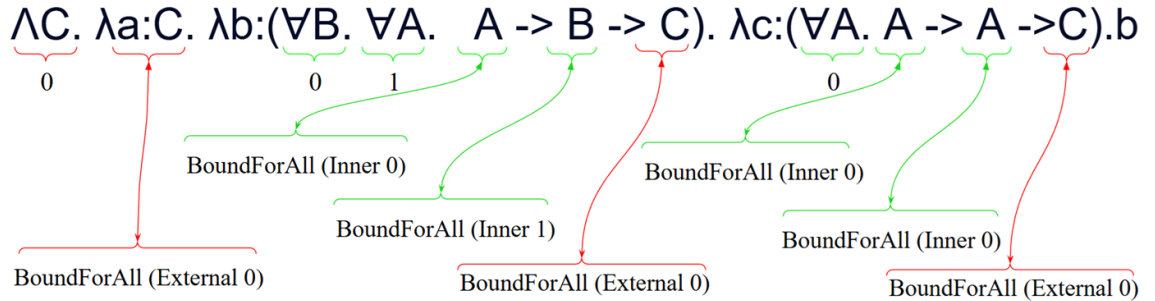 ΛC. λa:C. λb:(∀B. ∀A. A -> B -> C). λc:(∀A. A -> A ->C).b
0 0 1 0
BoundForAll (Inner 0) BoundForAll (Inner 0)
BoundForAll (Inner 1) BoundForAll (Inner 0)
BoundForAll (External 0) BoundForAll (External 0) BoundForAll (External 0)